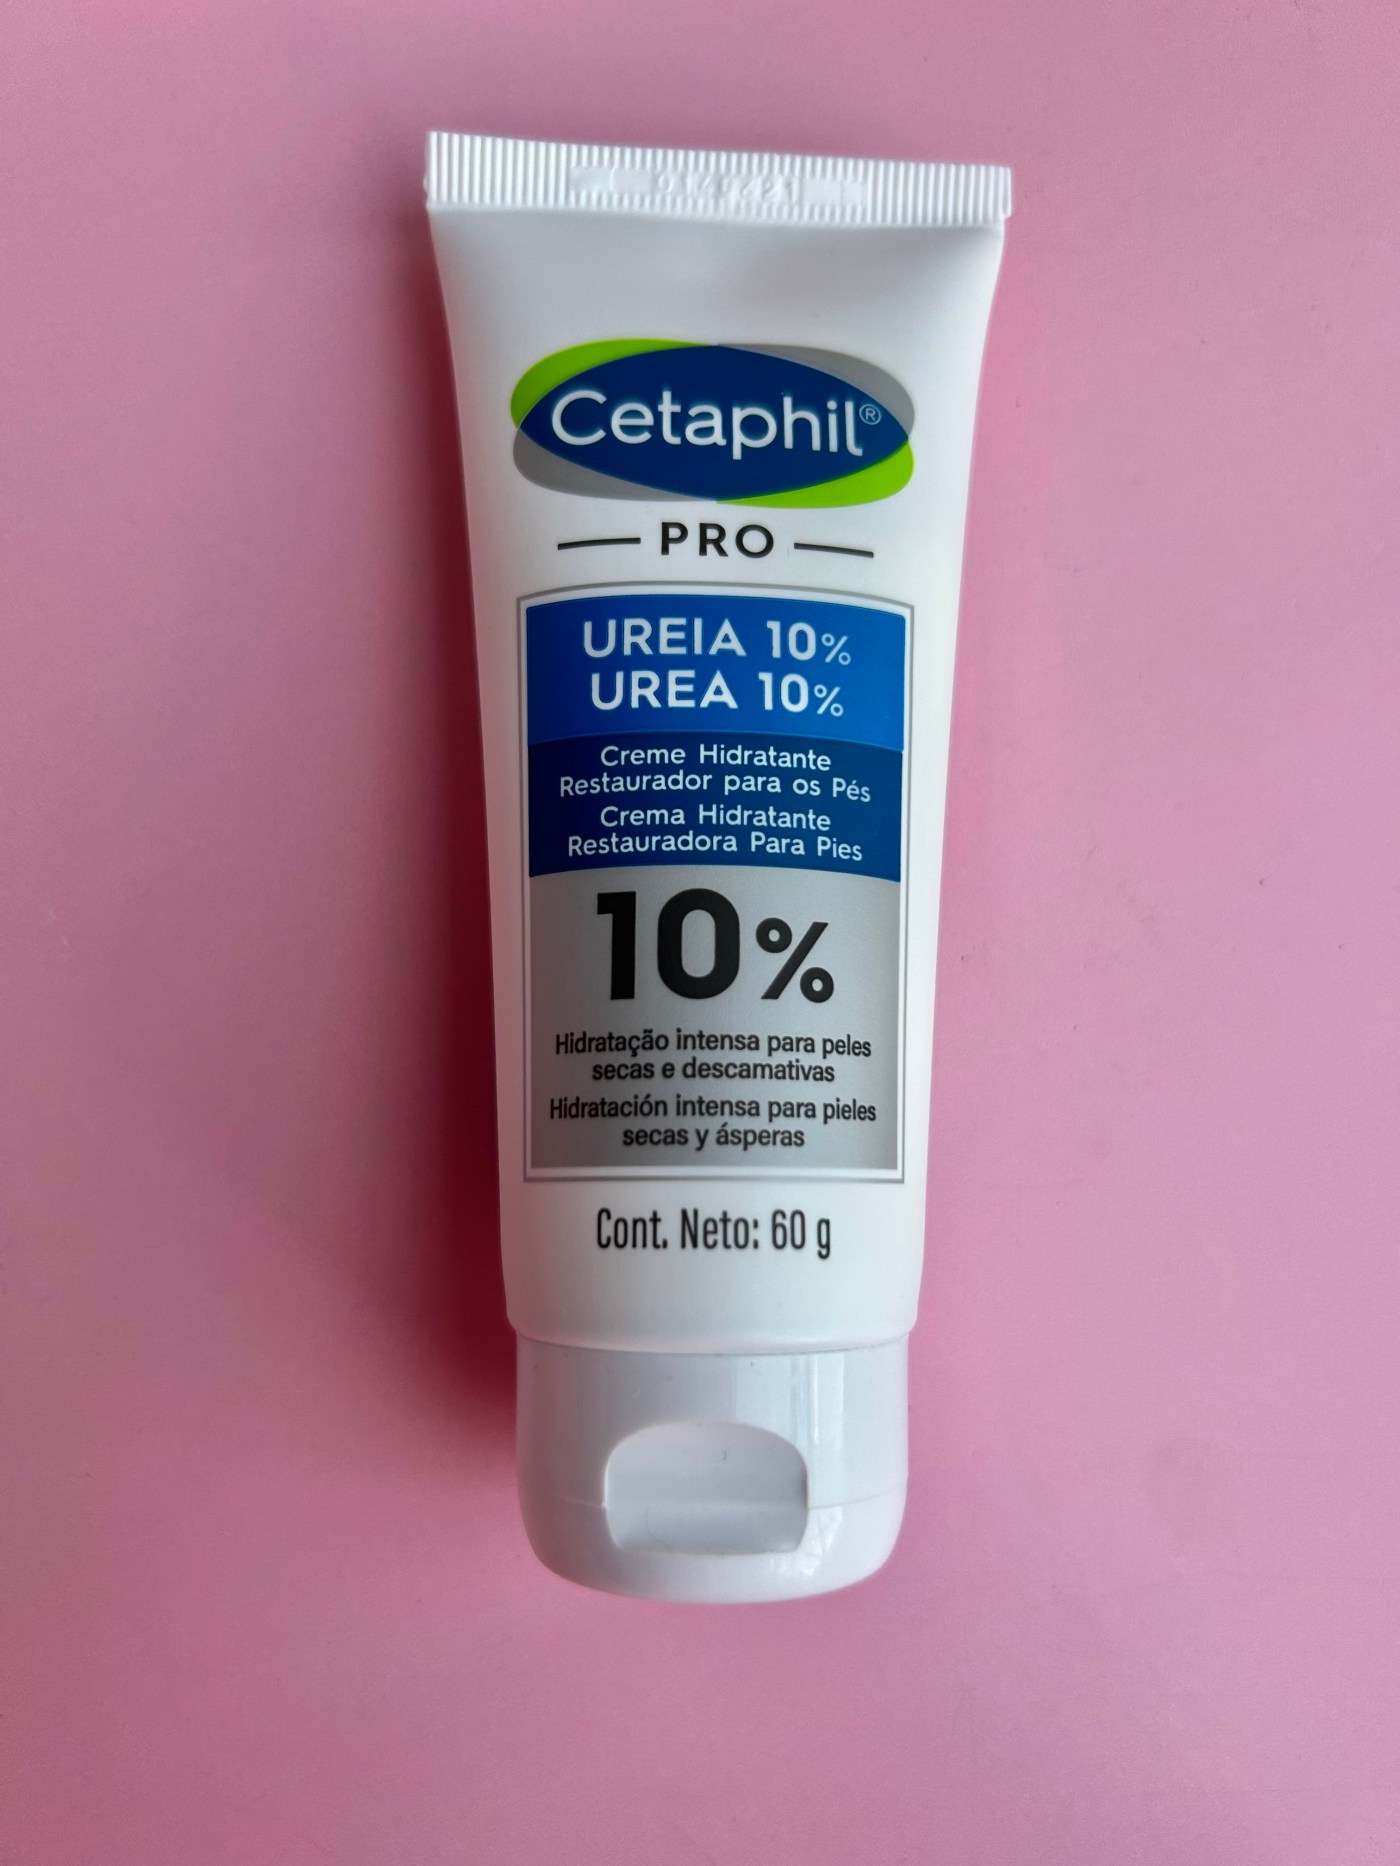 Cetaphil®
PRO
UREIA 10%
UREA 10%
Creme Hidratante
Restaurador para os Pés
Crema Hidratante
Restauradora Para Pies
10%
Hidratação intensa para peles
secas e descamativas
Hidratación intensa para pieles
secas y ásperas
Cont. Neto: 60 g